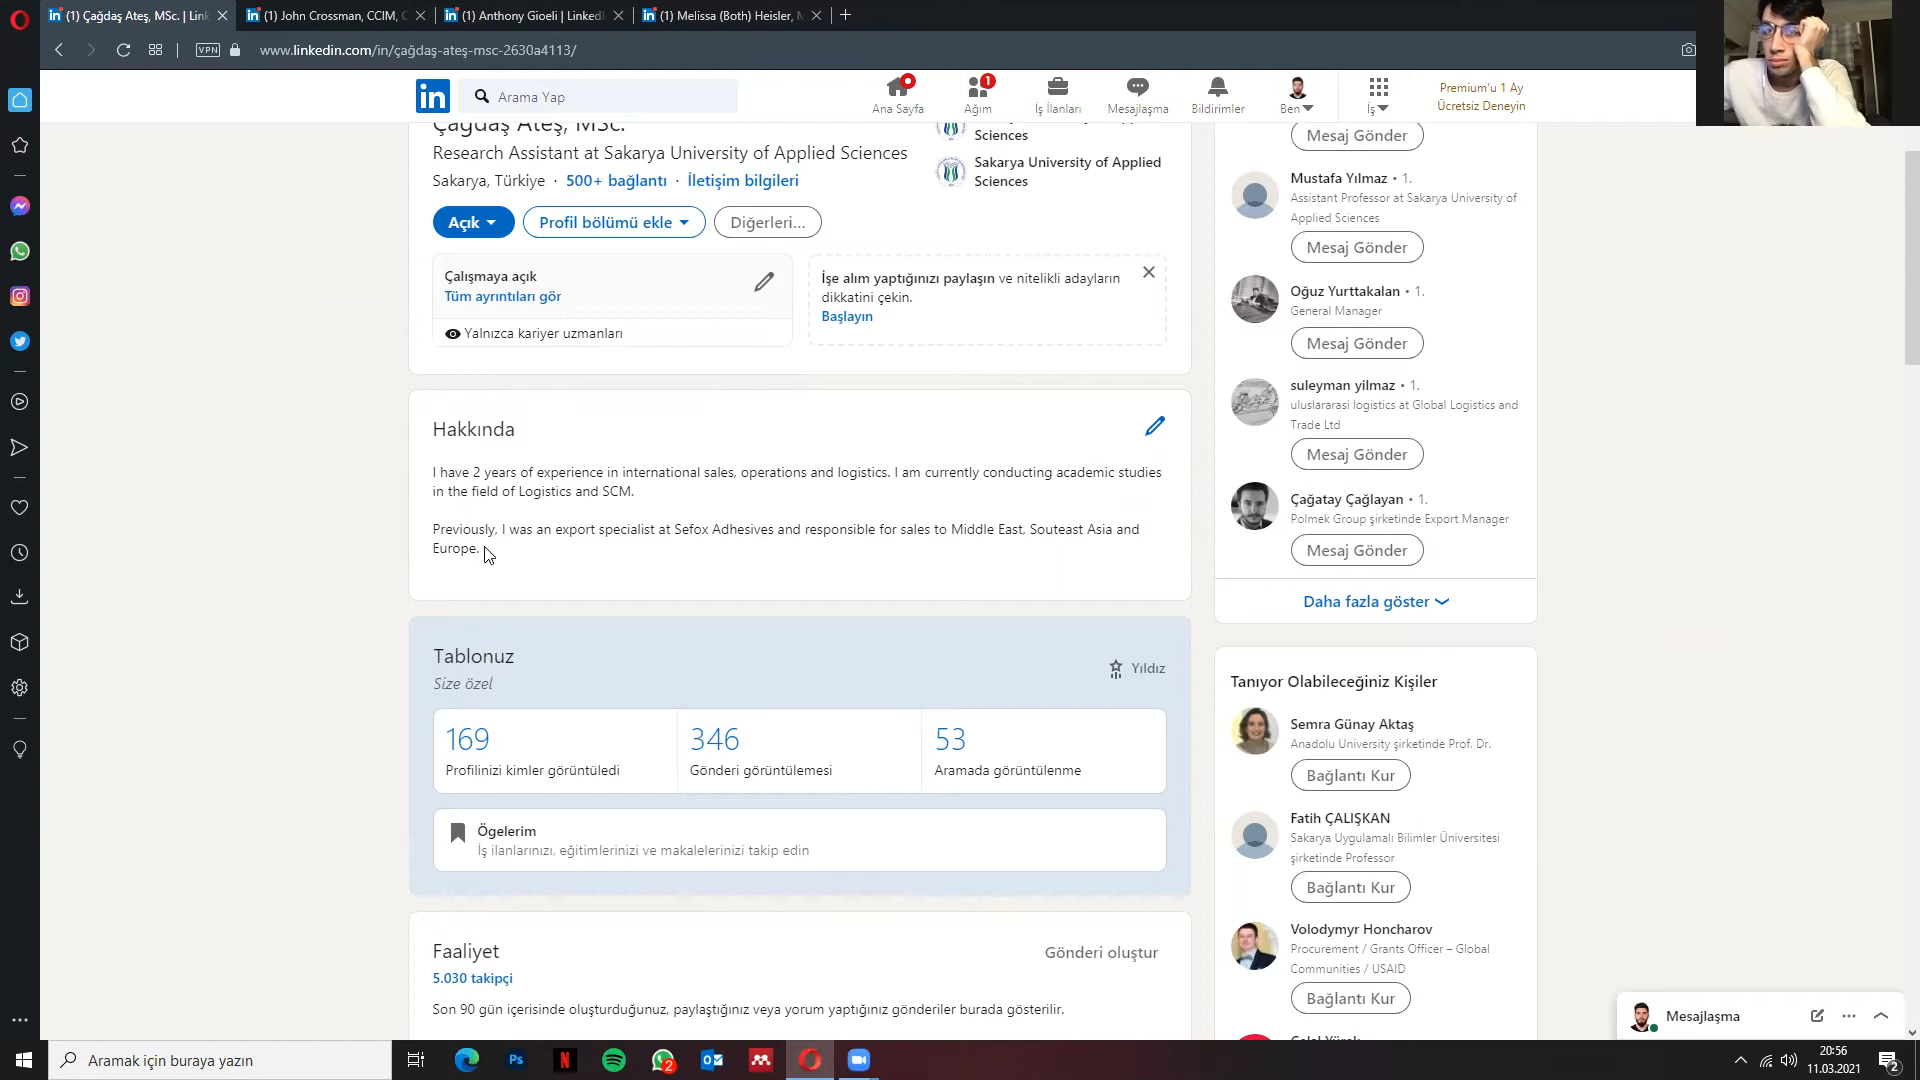 (1) Çağdaş Ateş, MSc. | Link
(1) John Crossman, CCIM, C
(1) Anthony Gioeli | LinkedI
(1) Melissa (Both) Heisler, M
VPN
www.linkedin.com/in/çağdaş-ateş-msc-2630a4113/
in
Arama Yap
Ana Sayfa
1
Ağım
İş İlanları
Mesajlaşma
Bildirimler
Ben
İş
Premium'u 1 Ay
Ücretsiz Deneyin
Çağdaş Ateş, MSc.
Research Assistant at Sakarya University of Applied Sciences
Sakarya, Türkiye · 500+ bağlantı · İletişim bilgileri
Sciences
Sakarya University of Applied
Sciences
Açık
Profil bölümü ekle
Diğerleri...
Çalışmaya açık
Tüm ayrıntıları gör
Yalnızca kariyer uzmanları
İşe alım yaptığınızı paylaşın ve nitelikli adayların
dikkatini çekin.
Başlayın
Hakkında
I have 2 years of experience in international sales, operations and logistics. I am currently conducting academic studies
in the field of Logistics and SCM.
Previously, I was an export specialist at Sefox Adhesives and responsible for sales to Middle East, Souteast Asia and
Europe.
Tablonuz
Size özel
Yıldız
169
Profilinizi kimler görüntüledi
346
Gönderi görüntülemesi
53
Aramada görüntülenme
Ögelerim
İş ilanlarınızı, eğitimlerinizi ve makalelerinizi takip edin
Faaliyet
5.030 takipçi
Gönderi oluştur
Son 90 gün içerisinde oluşturduğunuz, paylaştığınız veya yorum yaptığınız gönderiler burada gösterilir.
Mesaj Gönder
Mustafa Yılmaz • 1.
Assistant Professor at Sakarya University of
Applied Sciences
Mesaj Gönder
Oğuz Yurttakalan • 1.
General Manager
Mesaj Gönder
suleyman yilmaz • 1.
uluslararası logistics at Global Logistics and
Trade Ltd
Mesaj Gönder
Çağatay Çağlayan • 1.
Polmek Group şirketinde Export Manager
Mesaj Gönder
Daha fazla göster
Tanıyor Olabileceğiniz Kişiler
Semra Günay Aktaş
Anadolu University şirketinde Prof. Dr.
Bağlantı Kur
Fatih ÇALIŞKAN
Sakarya Uygulamalı Bilimler Üniversitesi
şirketinde Professor
Bağlantı Kur
Volodymyr Honcharov
Procurement / Grants Officer – Global
Communities / USAID
Bağlantı Kur
Mesajlaşma
Aramak için buraya yazın
Ps
N
2
20:56
11.03.2021
2